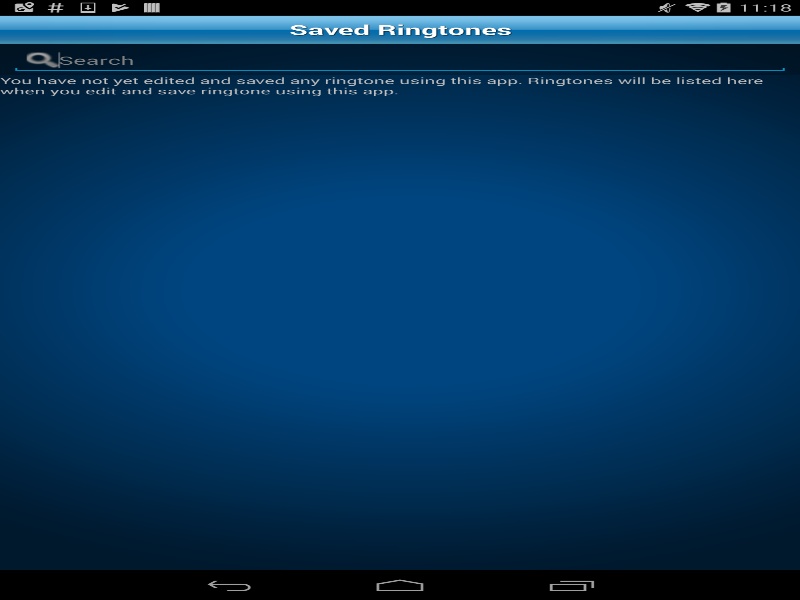 11:18
Saved Ringtones
Search
You have not yet edited and saved any ringtone using this app. Ringtones will be listed here
when you edit and save ringtone using this app.